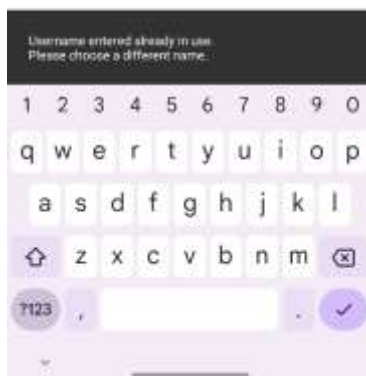 Username entered already in use.
Please choose a different name.
1 2 3 4 5 6 7 8 9 0
q w e r t y u i o p
a s d f g h j k l
z x c v b n m
?123 , .